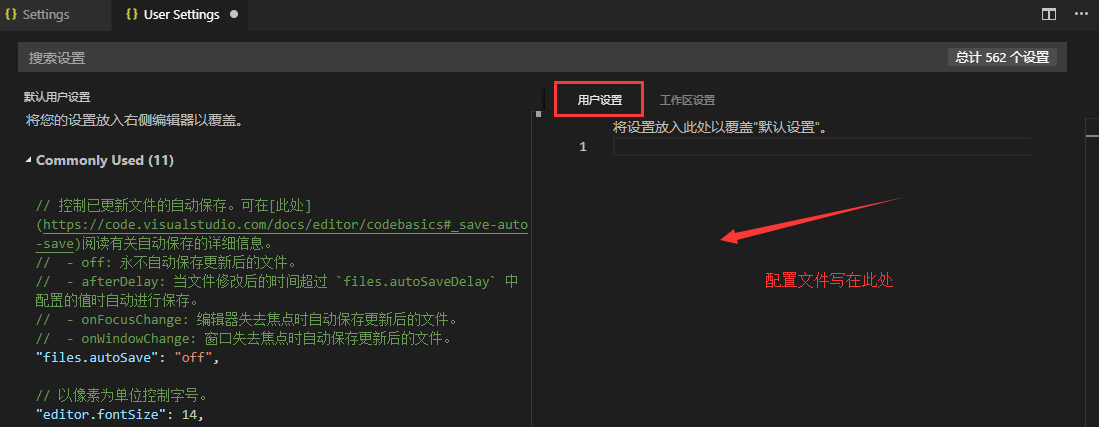 {} Settings
{} User Settings
搜索设置
总计 562 个设置
默认用户设置
将您的设置放入右侧编辑器以覆盖。
Commonly Used (11)
// 控制已更新文件的自动保存。可在[此处]
(https://code.visualstudio.com/docs/editor/codebasics#_save-auto
-save)阅读有关自动保存的详细信息。
//  - off: 永不自动保存更新后的文件。
//  - afterDelay: 当文件修改后的时间超过 `files.autoSaveDelay` 中
配置的值时自动进行保存。
//  - onFocusChange: 编辑器失去焦点时自动保存更新后的文件。
//  - onWindowChange: 窗口失去焦点时自动保存更新后的文件。
"files.autoSave": "off",
// 以像素为单位控制字号。
"editor.fontSize": 14,
用户设置
工作区设置
将设置放入此处以覆盖"默认设置"。
1
配置文件写在此处